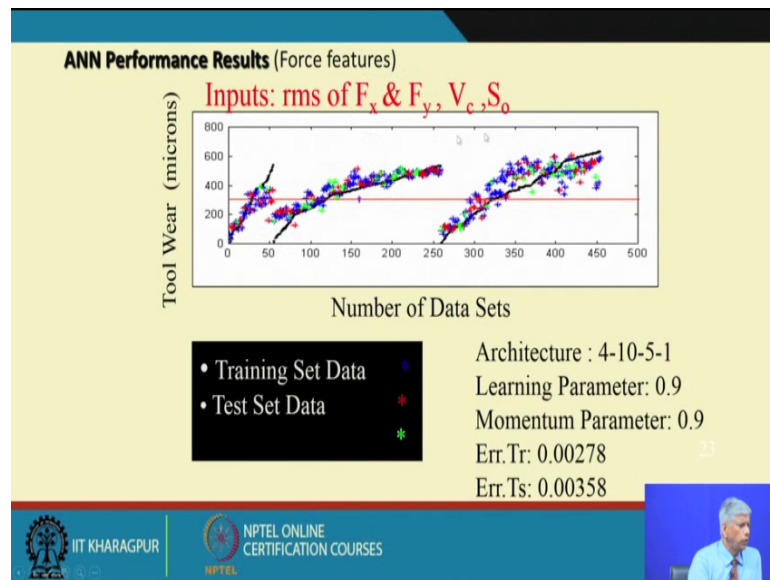 ANN Performance Results (Force features)
Inputs: rms of Fx & Fy , Vc ,So
Tool Wear (microns)
800
600
400
200
0
0 50 100 150 200 250 300 350 400 450 500
Number of Data Sets
• Training Set Data *
• Test Set Data *
*
Architecture : 4-10-5-1
Learning Parameter: 0.9
Momentum Parameter: 0.9
Err.Tr: 0.00278
Err.Ts: 0.00358
23
IIT KHARAGPUR
NPTEL
NPTEL ONLINE
CERTIFICATION COURSES